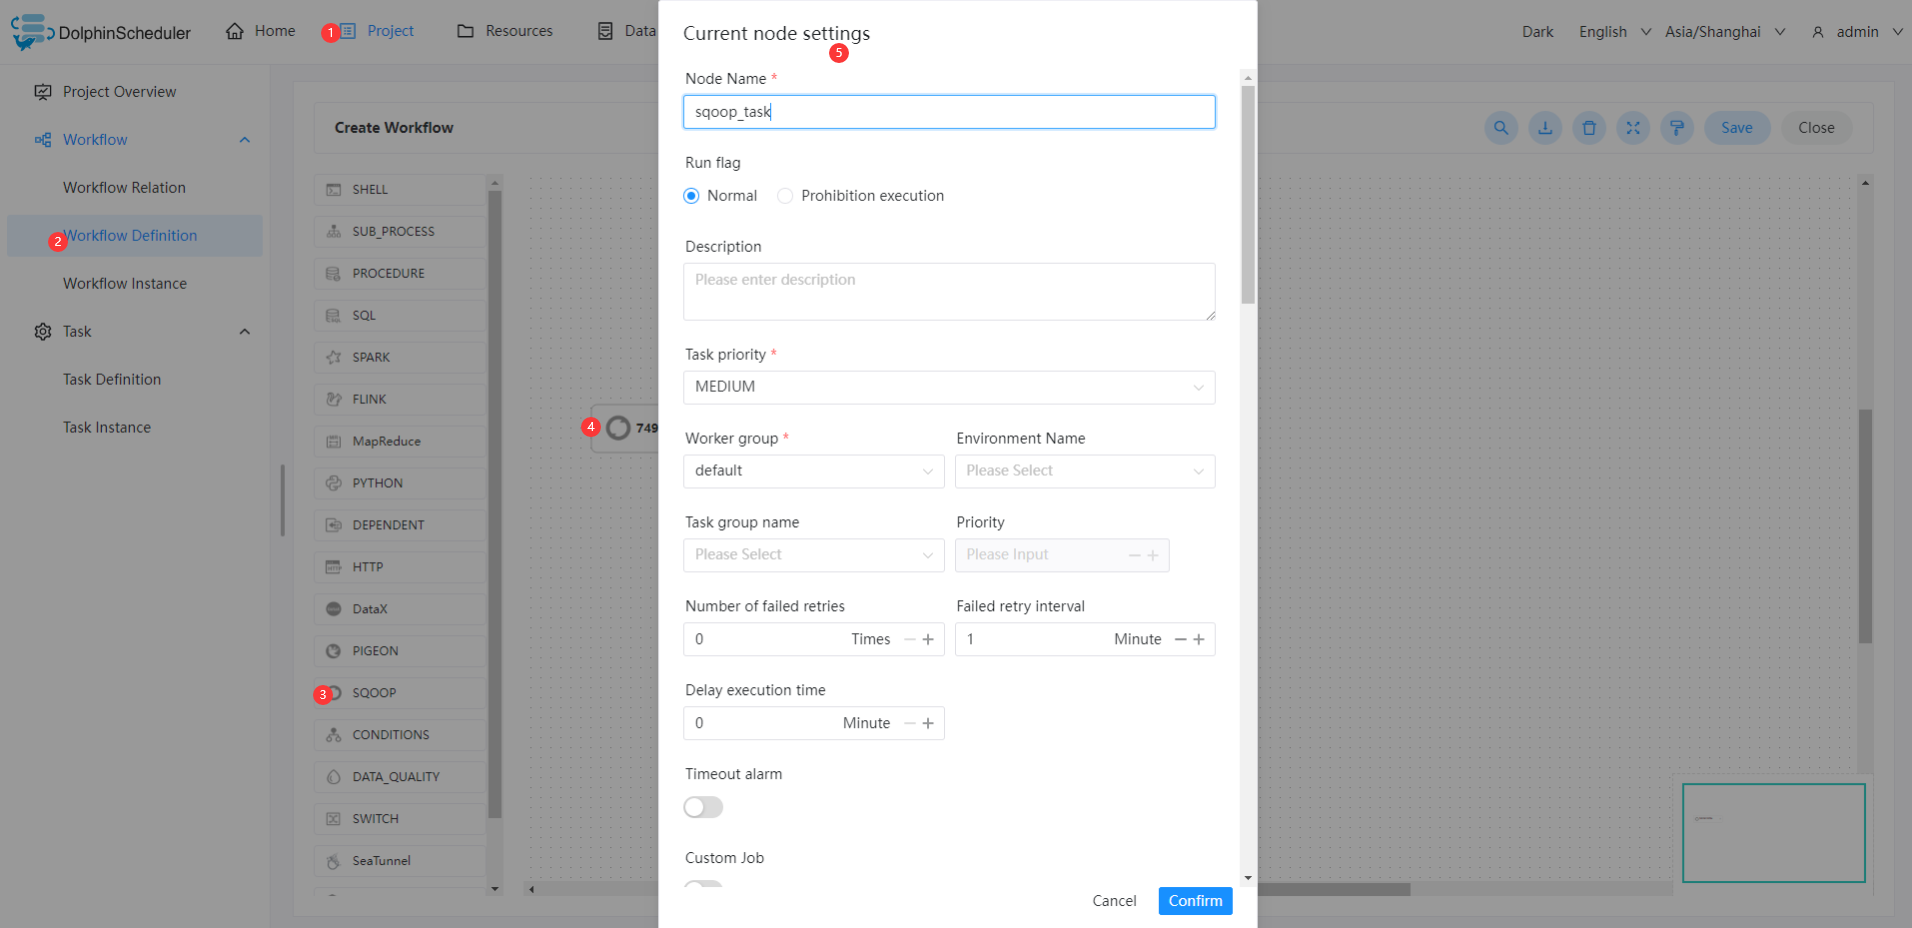 DolphinScheduler
Home
1
Project
Resources
Data
Dark
English
Asia/Shanghai
admin
Project Overview
Workflow
Workflow Relation
2
Workflow Definition
Workflow Instance
Task
Task Definition
Task Instance
Create Workflow
Save
Close
SHELL
SUB_PROCESS
PROCEDURE
SQL
SPARK
FLINK
MapReduce
PYTHON
DEPENDENT
HTTP
DataX
PIGEON
3
SQOOP
CONDITIONS
DATA_QUALITY
SWITCH
SeaTunnel
4
749
Current node settings
5
Node Name *
sqoop_task
Run flag
Normal
Prohibition execution
Description
Please enter description
Task priority *
MEDIUM
Worker group *
Environment Name
default
Please Select
Task group name
Priority
Please Select
Please Input
Number of failed retries
Failed retry interval
0 Times
1 Minute
Delay execution time
0 Minute
Timeout alarm
Custom Job
Cancel
Confirm